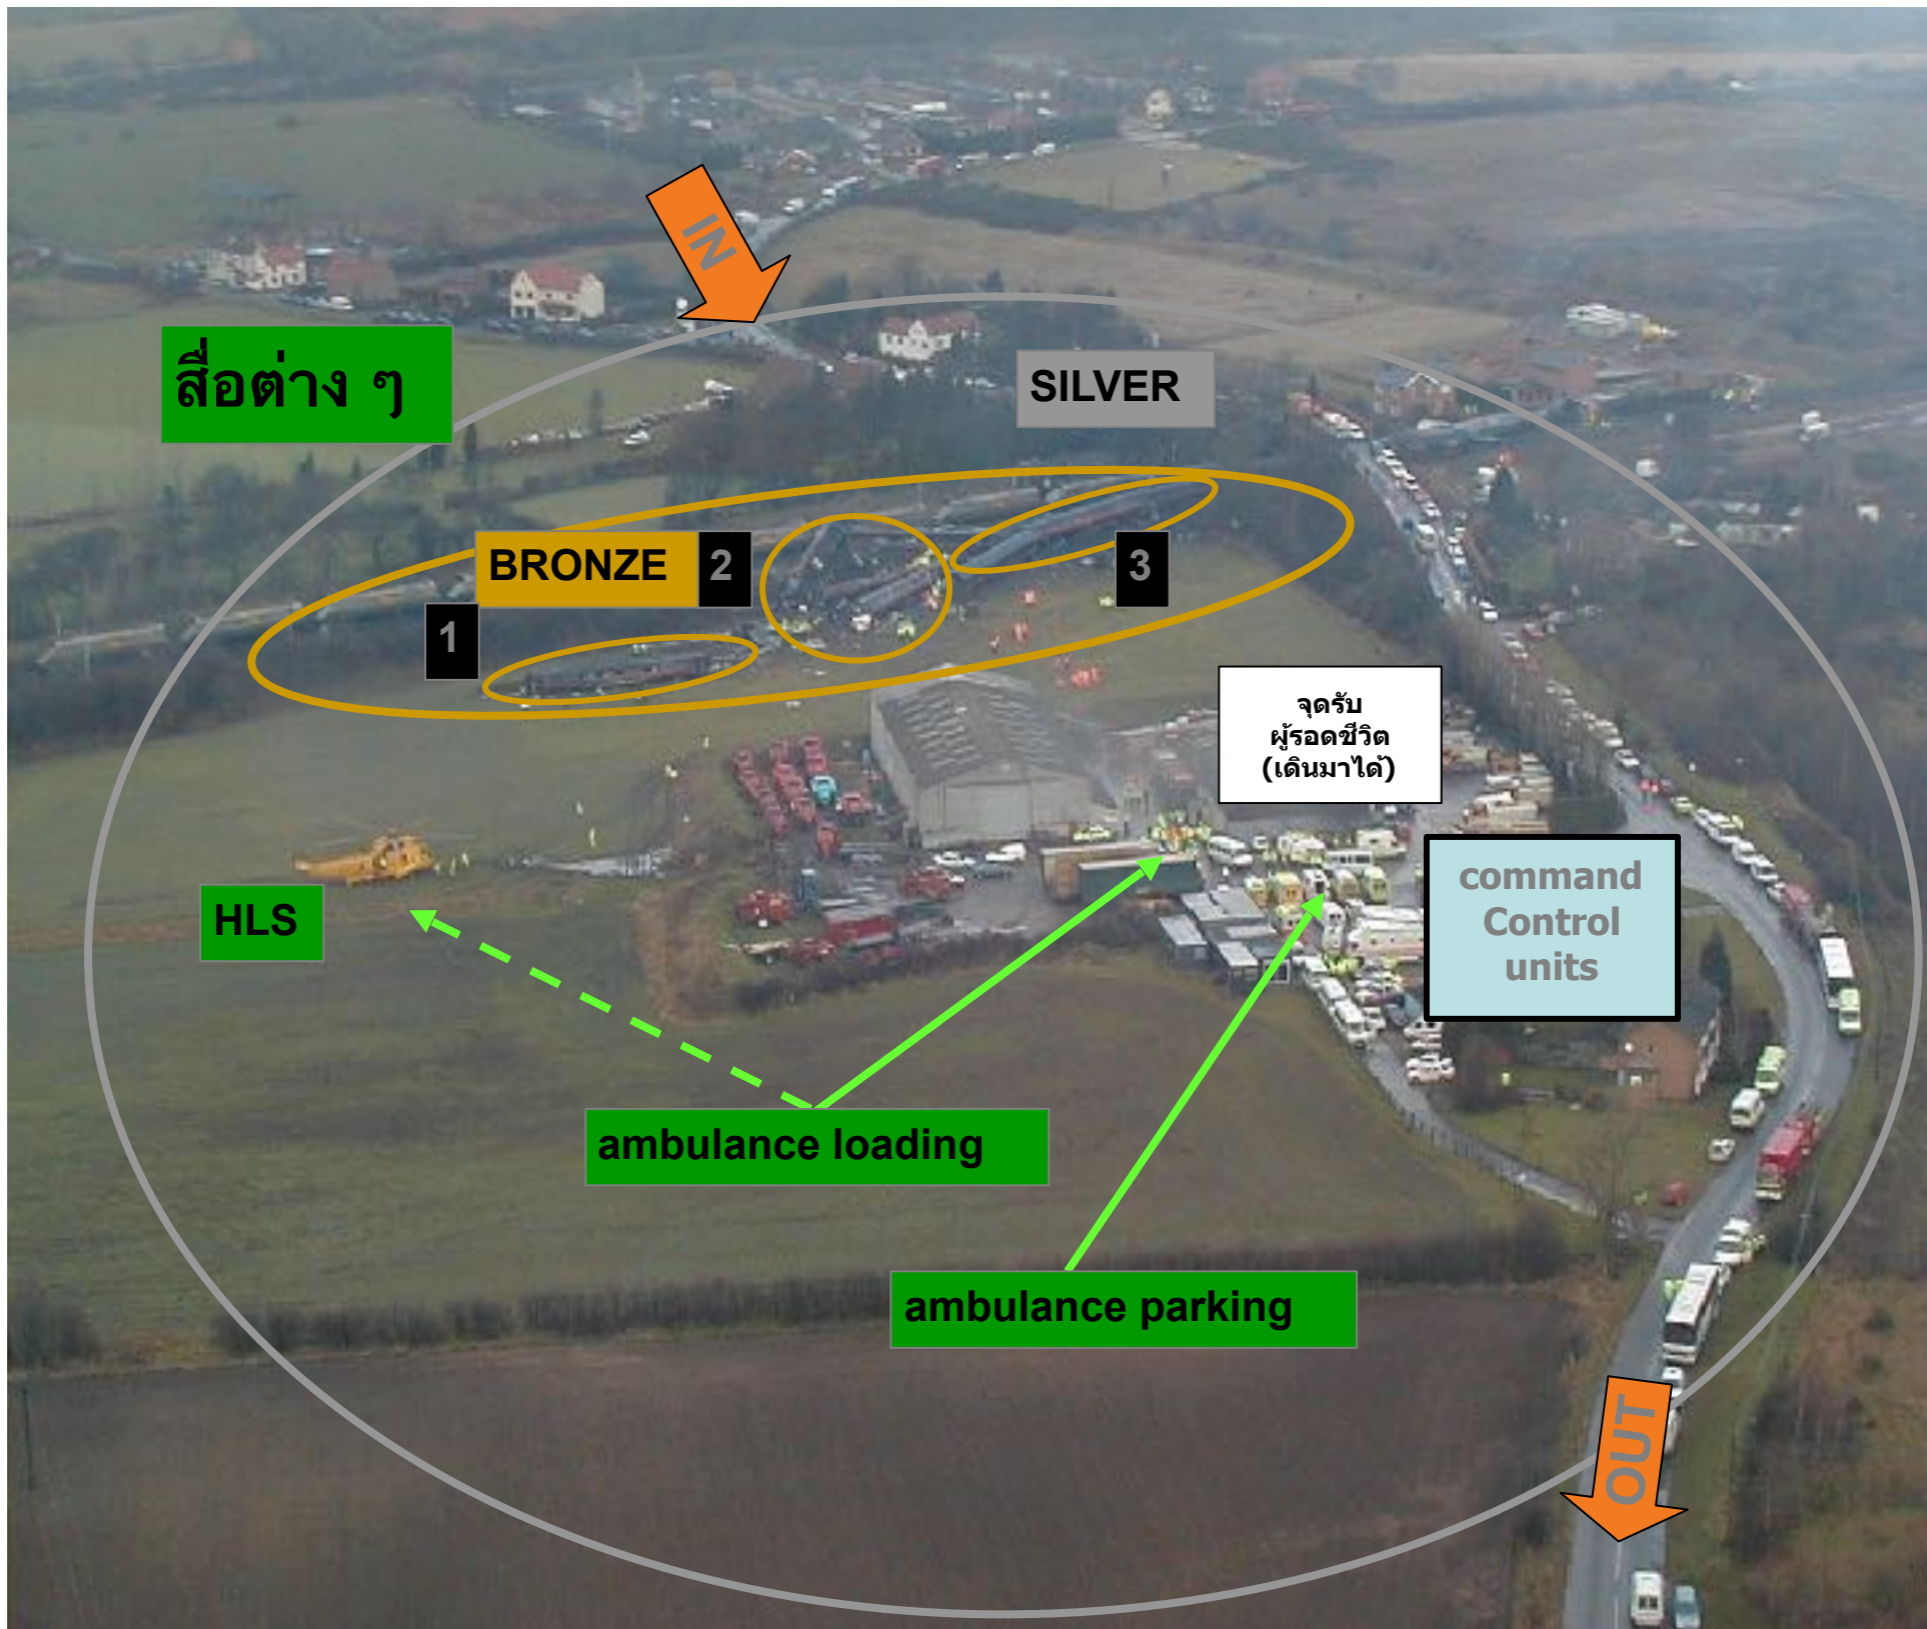 IN
สื่อต่าง ๆ
SILVER
BRONZE
2
3
1
จุดรับ
ผู้รอดชีวิต
(เดินมาได้)
command
Control
units
HLS
ambulance loading
ambulance parking
OUT